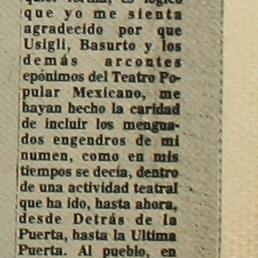 que yo me sienta
agradecido por que
Usigli, Basurto y los
demás arcontes
epónimos del Teatro Po-
pular Mexicano, me
hayan hecho la caridad
de incluir los mengua-
dos engendros de mi
numen, como en mis
tiempos se decía, dentro
de una actividad teatral
que ha ido, hasta ahora,
desde Detrás de la
Puerta, hasta la Ultima
Puerta. Al pueblo, en